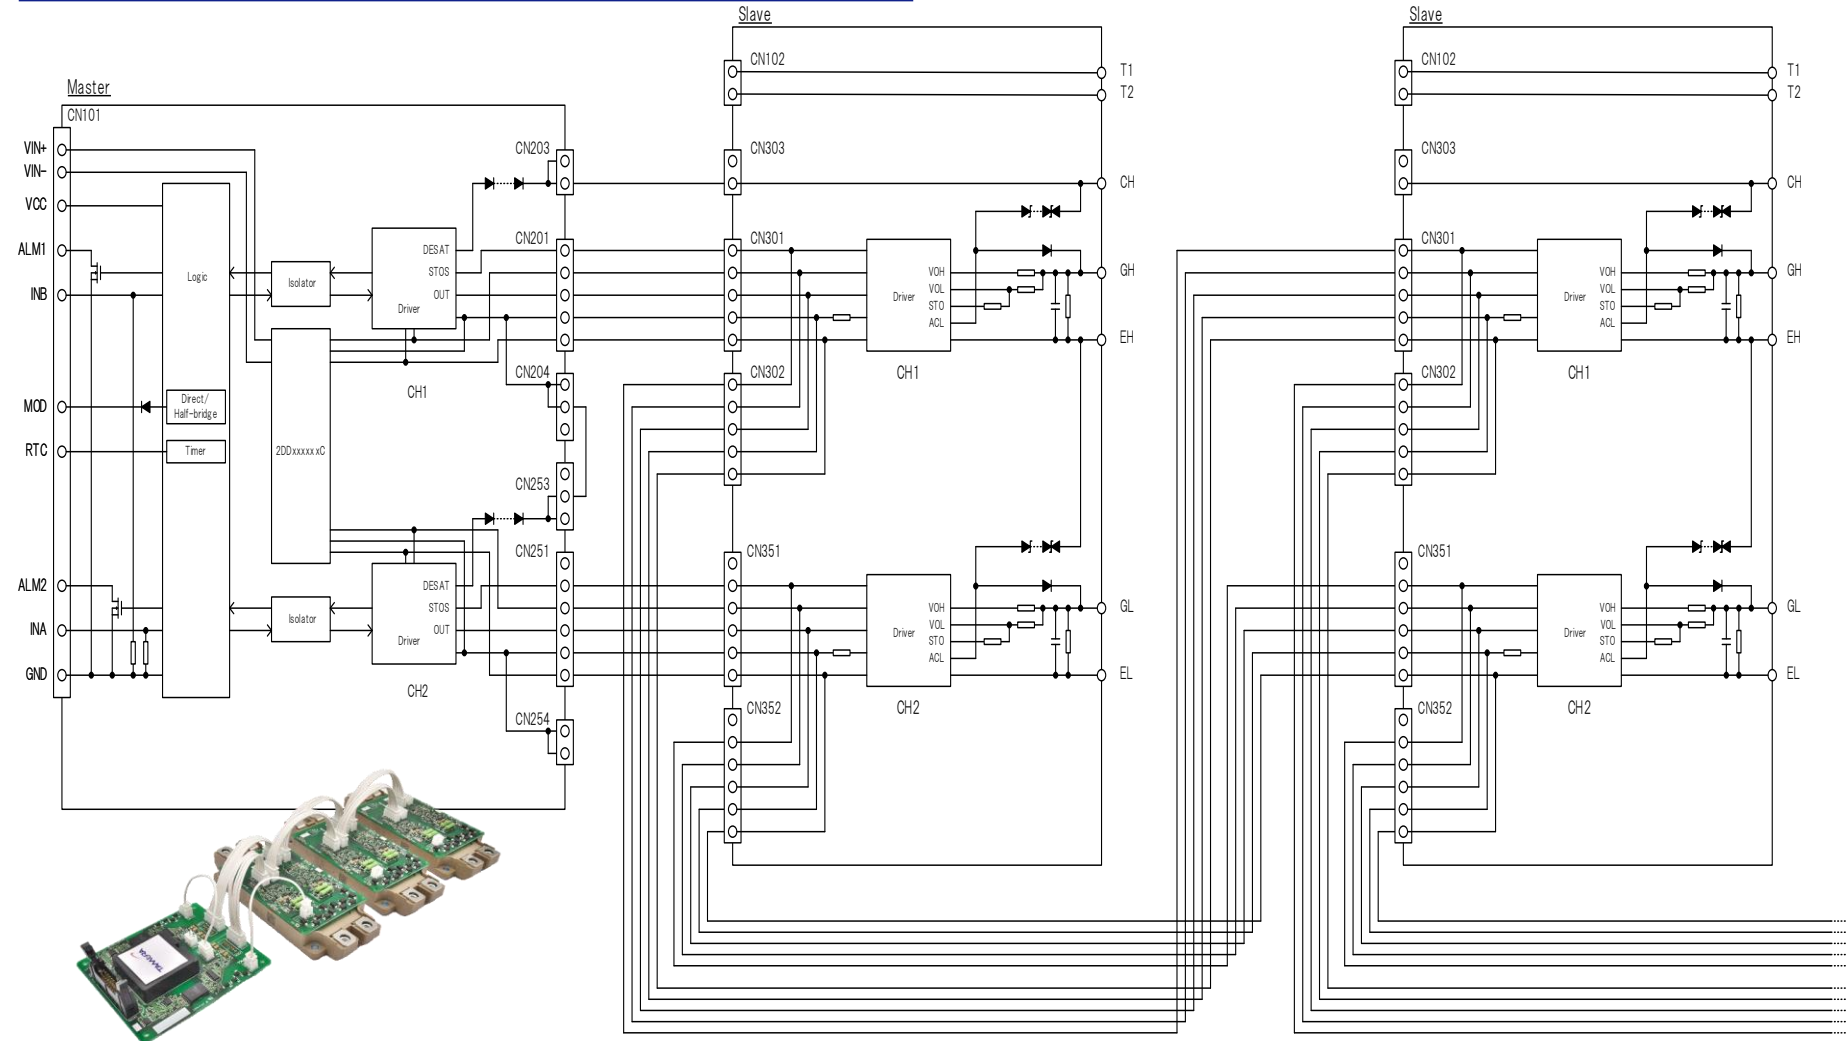 Master
CN101
VIN+
VIN-
VCC
ALM1
INB
MOD
RTC
ALM2
INA
GND
Logic
Direct/
Half-bridge
Timer
Isolator
2DDxxxxxxC
Isolator
DESAT
STOS
OUT
Driver
CH1
DESAT
STOS
OUT
Driver
CH2
CN203
CN201
CN204
CN253
CN251
CN254
TAMURA
Slave
CN102
T1
T2
CN303
CH
CN301
VOH
VOL
STO
ACL
Driver
GH
EH
CH1
CN302
CN351
VOH
VOL
STO
ACL
Driver
GL
EL
CH2
CN352
Slave
CN102
T1
T2
CN303
CH
CN301
VOH
VOL
STO
ACL
Driver
GH
EH
CH1
CN302
CN351
VOH
VOL
STO
ACL
Driver
GL
EL
CH2
CN352